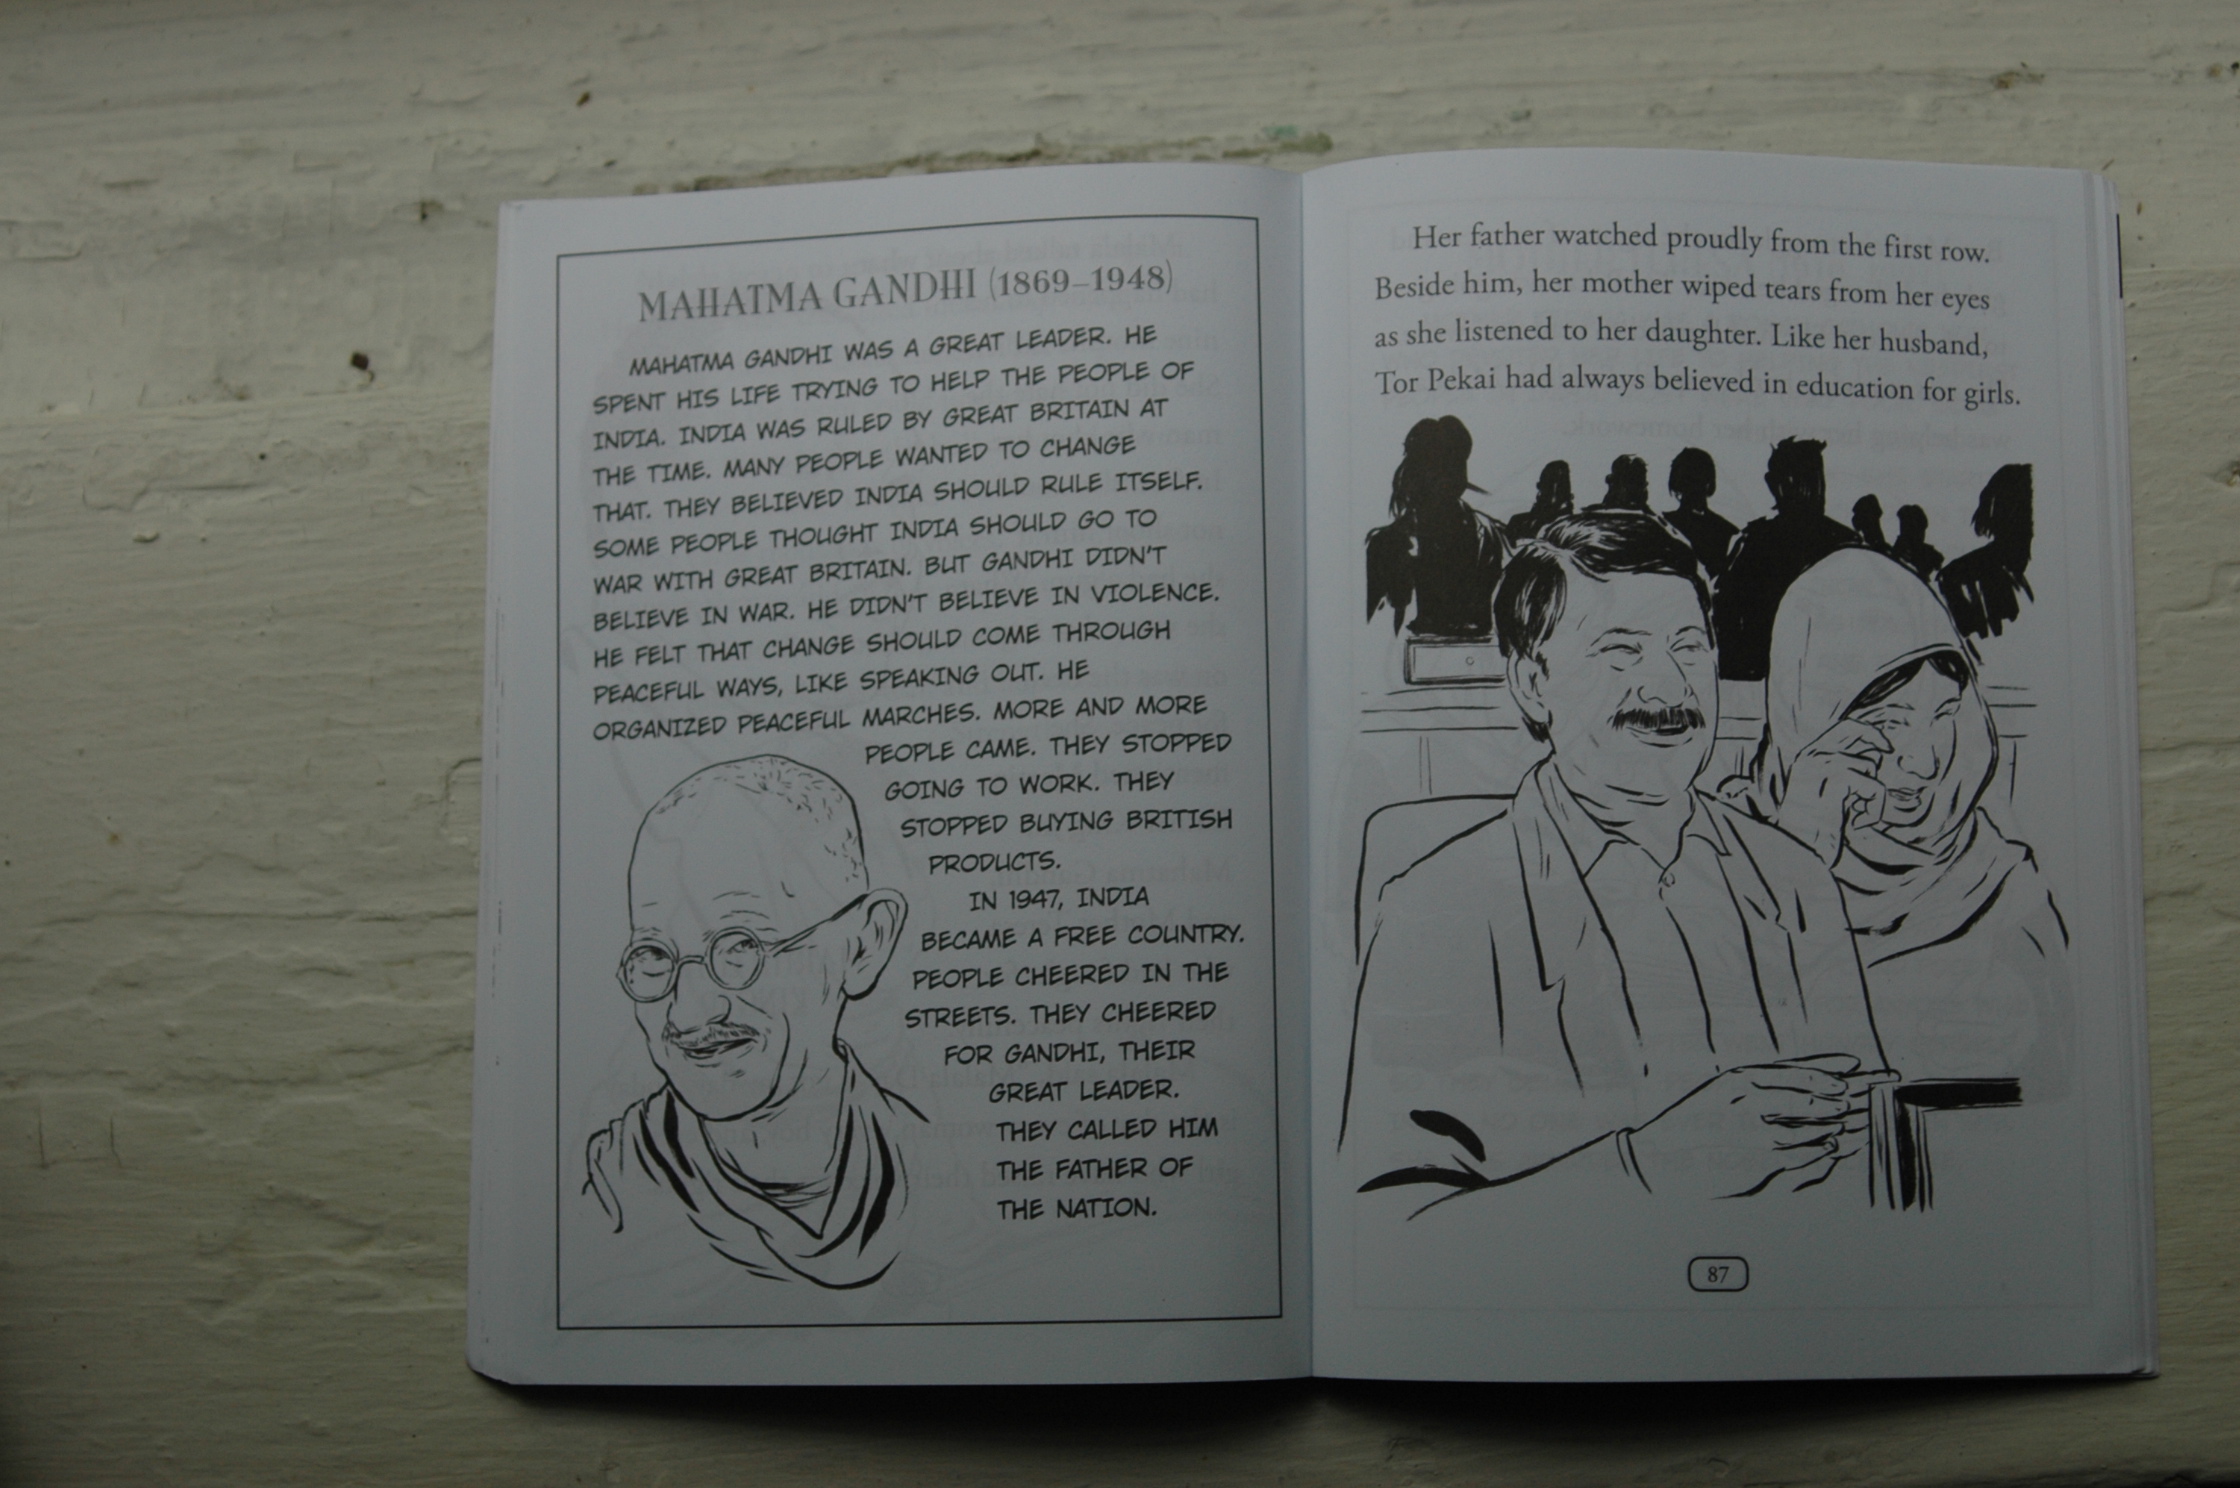 MAHATMA GANDHI (1869–1948)
MAHATMA GANDHI WAS A GREAT LEADER. HE
SPENT HIS LIFE TRYING TO HELP THE PEOPLE OF
INDIA. INDIA WAS RULED BY GREAT BRITAIN AT
THE TIME. MANY PEOPLE WANTED TO CHANGE
THAT. THEY BELIEVED INDIA SHOULD RULE ITSELF.
SOME PEOPLE THOUGHT INDIA SHOULD GO TO
WAR WITH GREAT BRITAIN. BUT GANDHI DIDN'T
BELIEVE IN WAR. HE DIDN'T BELIEVE IN VIOLENCE.
HE FELT THAT CHANGE SHOULD COME THROUGH
PEACEFUL WAYS, LIKE SPEAKING OUT. HE
ORGANIZED PEACEFUL MARCHES. MORE AND MORE
PEOPLE CAME. THEY STOPPED
GOING TO WORK. THEY
STOPPED BUYING BRITISH
PRODUCTS.
IN 1947, INDIA
BECAME A FREE COUNTRY.
PEOPLE CHEERED IN THE
STREETS. THEY CHEERED
FOR GANDHI, THEIR
GREAT LEADER.
THEY CALLED HIM
THE FATHER OF
THE NATION.
Her father watched proudly from the first row.
Beside him, her mother wiped tears from her eyes
as she listened to her daughter. Like her husband,
Tor Pekai had always believed in education for girls.
87